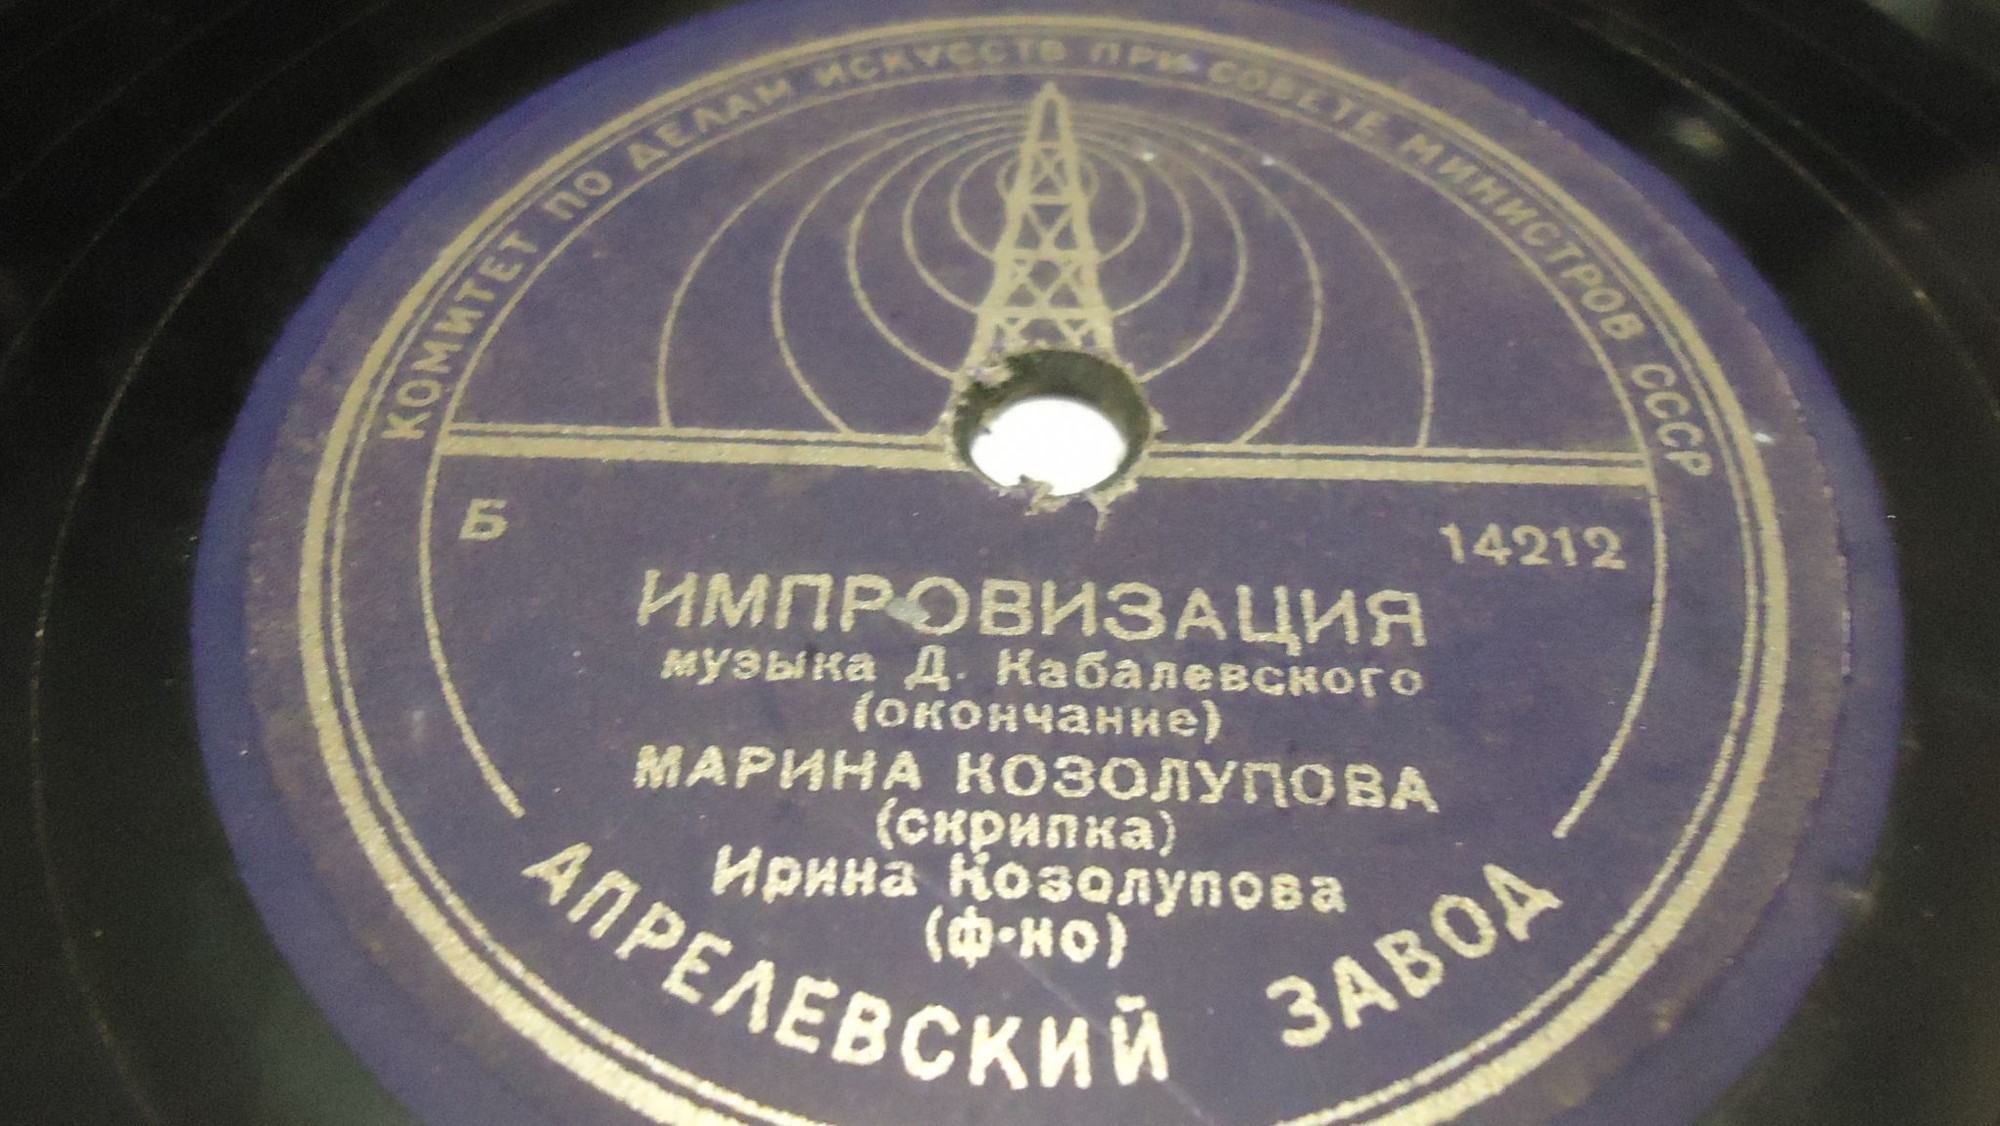 КОМИТЕТ ПО ДЕЛАМ ИСКУССТВ ПРИ СОВЕТЕ МИНИСТРОВ СССР
Б 14212
ИМПРОВИЗАЦИЯ
музыка Д. Кабалевского
(окончание)
МАРИНА КОЗОЛУПОВА
(скрипка)
Ирина Козолупова
(ф-но)
АПРЕЛЕВСКИЙ ЗАВОД